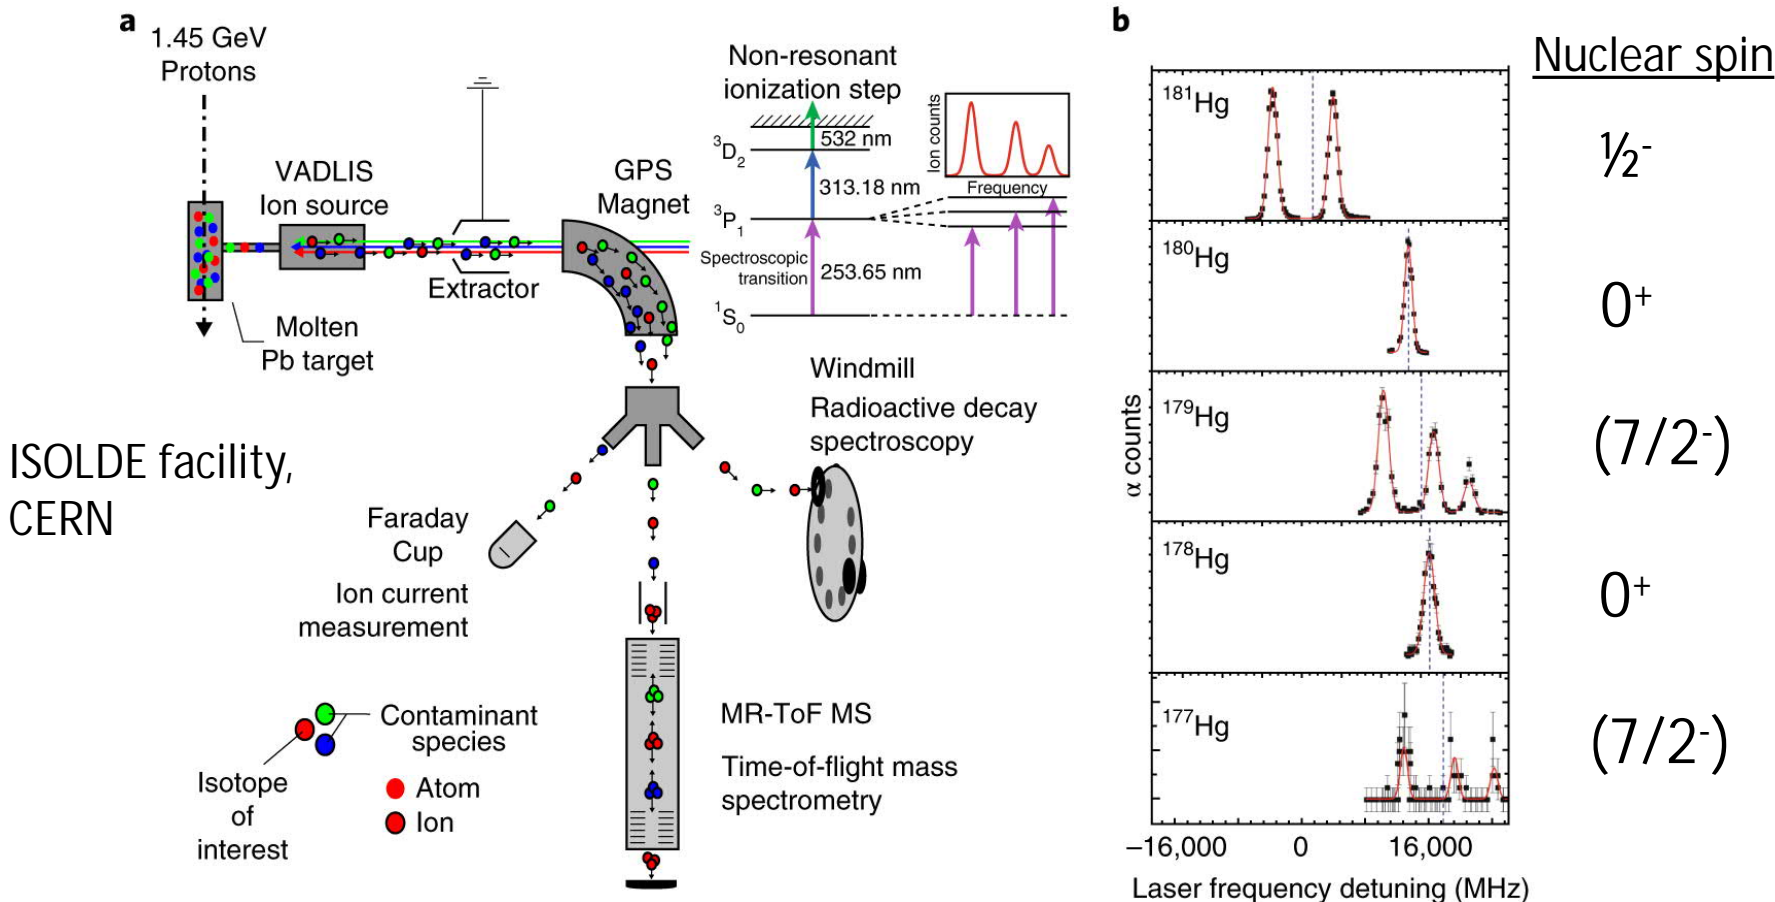 a
1.45 GeV
Protons
VADLIS
Ion source
Extractor
GPS
Magnet
Molten
Pb target
Non-resonant
ionization step
³D₂
532 nm
313.18 nm
³P₁
Spectroscopic
transition
253.65 nm
¹S₀
Ion counts
Frequency
ISOLDE facility,
CERN
Windmill
Radioactive decay
spectroscopy
Faraday
Cup
Ion current
measurement
MR-ToF MS
Time-of-flight mass
spectrometry
Contaminant
species
Isotope
of
interest
Atom
Ion
b
Nuclear spin
¹⁸¹Hg
½⁻
¹⁸⁰Hg
0⁺
¹⁷⁹Hg
(7/2⁻)
¹⁷⁸Hg
0⁺
¹⁷⁷Hg
(7/2⁻)
α counts
−16,000 0 16,000
Laser frequency detuning (MHz)